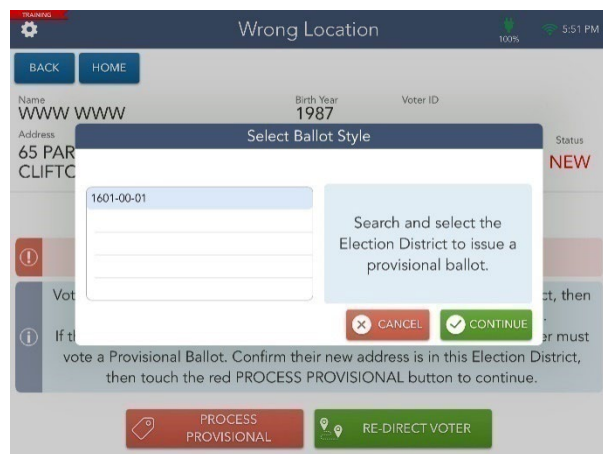 TRAINING
Wrong Location
100%
5:51 PM
BACK
HOME
Name
WWW WWW
Birth Year
1987
Voter ID
Address
65 PAR
CLIFTC
Status
NEW
Select Ballot Style
1601-00-01
Search and select the
Election District to issue a
provisional ballot.
CANCEL
CONTINUE
Vot
ct, then
If th
er must
vote a Provisional Ballot. Confirm their new address is in this Election District,
then touch the red PROCESS PROVISIONAL button to continue.
PROCESS
PROVISIONAL
RE-DIRECT VOTER